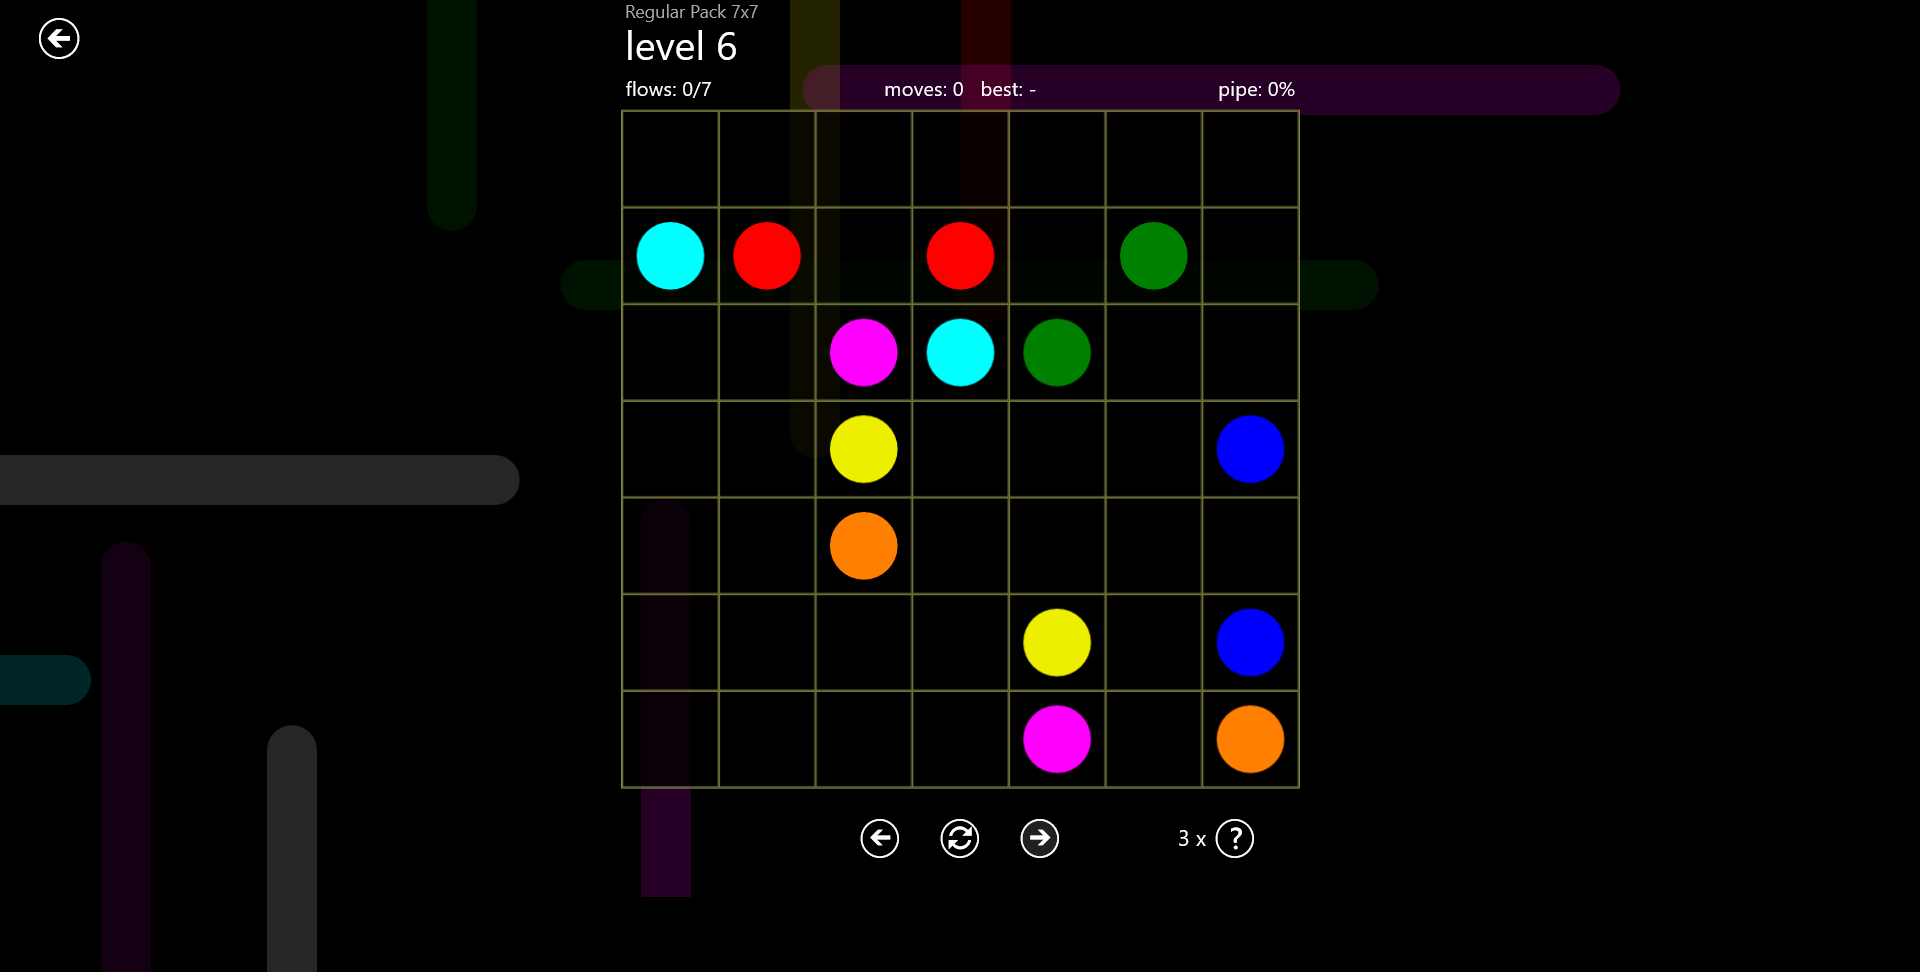 Regular Pack 7x7
level 6
flows: 0/7 moves: 0 best: - pipe: 0%
3 x ?